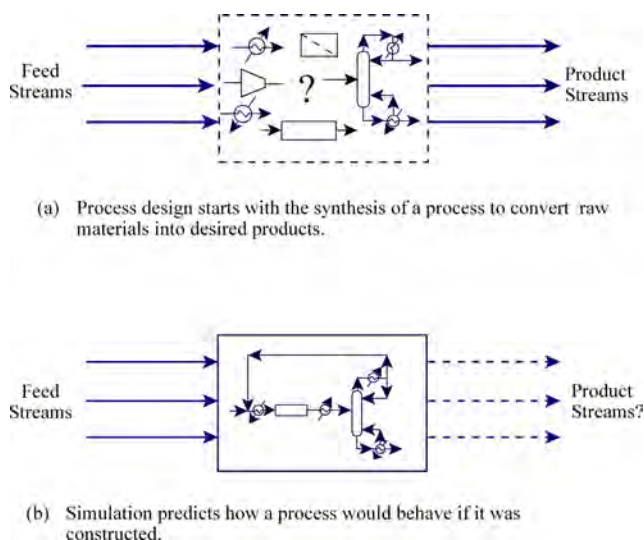 Feed
Streams
?
Product
Streams
(a) Process design starts with the synthesis of a process to convert raw
materials into desired products.
Feed
Streams
Product
Streams?
(b) Simulation predicts how a process would behave if it was
constructed.